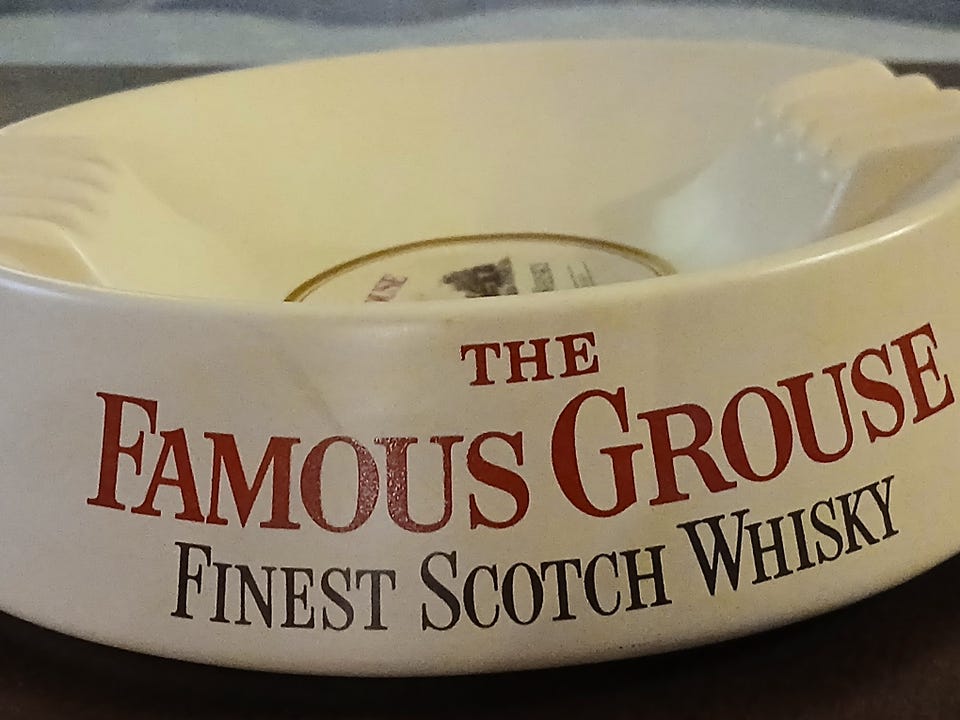 THE
FAMOUS GROUSE
FINEST SCOTCH WHISKY